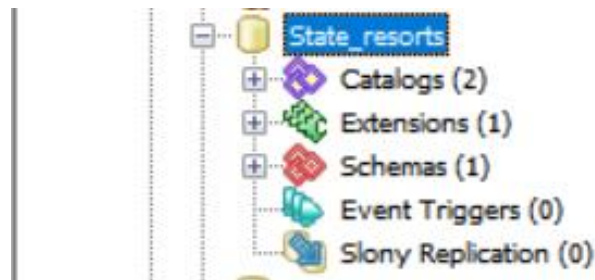 State_resorts
Catalogs (2)
Extensions (1)
Schemas (1)
Event Triggers (0)
Slony Replication (0)